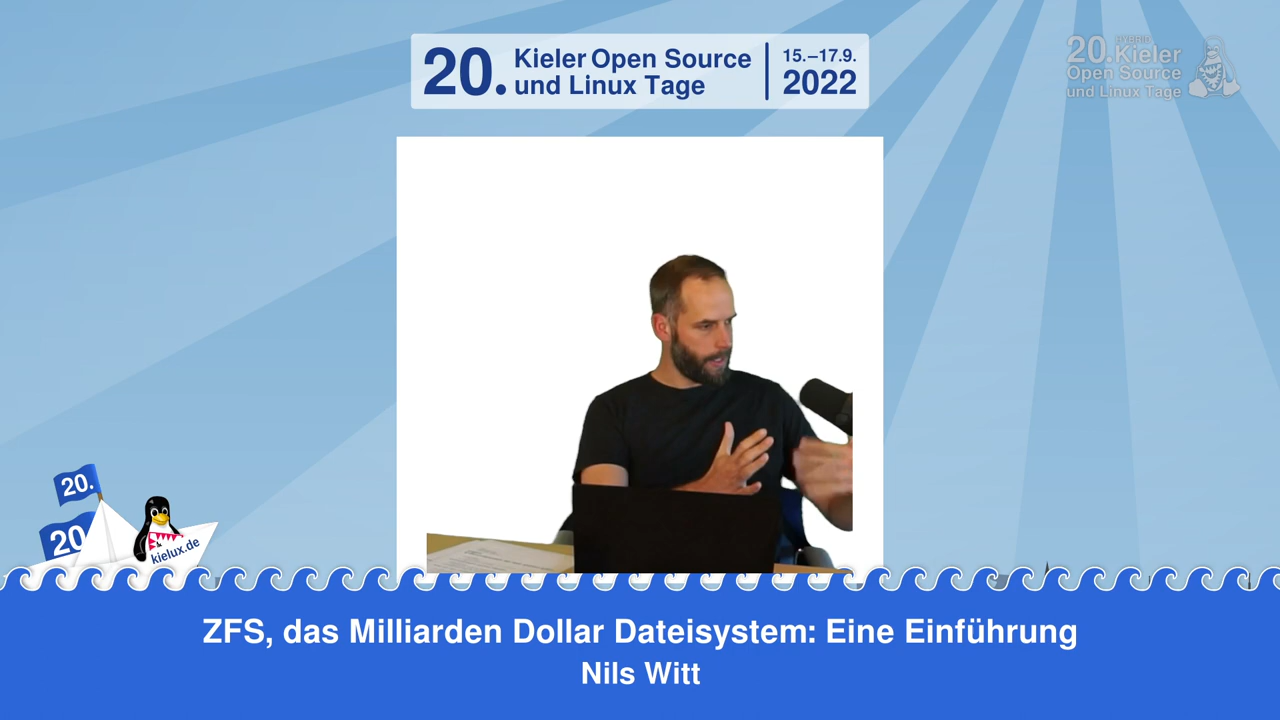 20. Kieler Open Source
und Linux Tage
15.–17.9.
2022
HYBRID
20. Kieler
Open Source
und Linux Tage
20.
20
kielux.de
ZFS, das Milliarden Dollar Dateisystem: Eine Einführung
Nils Witt